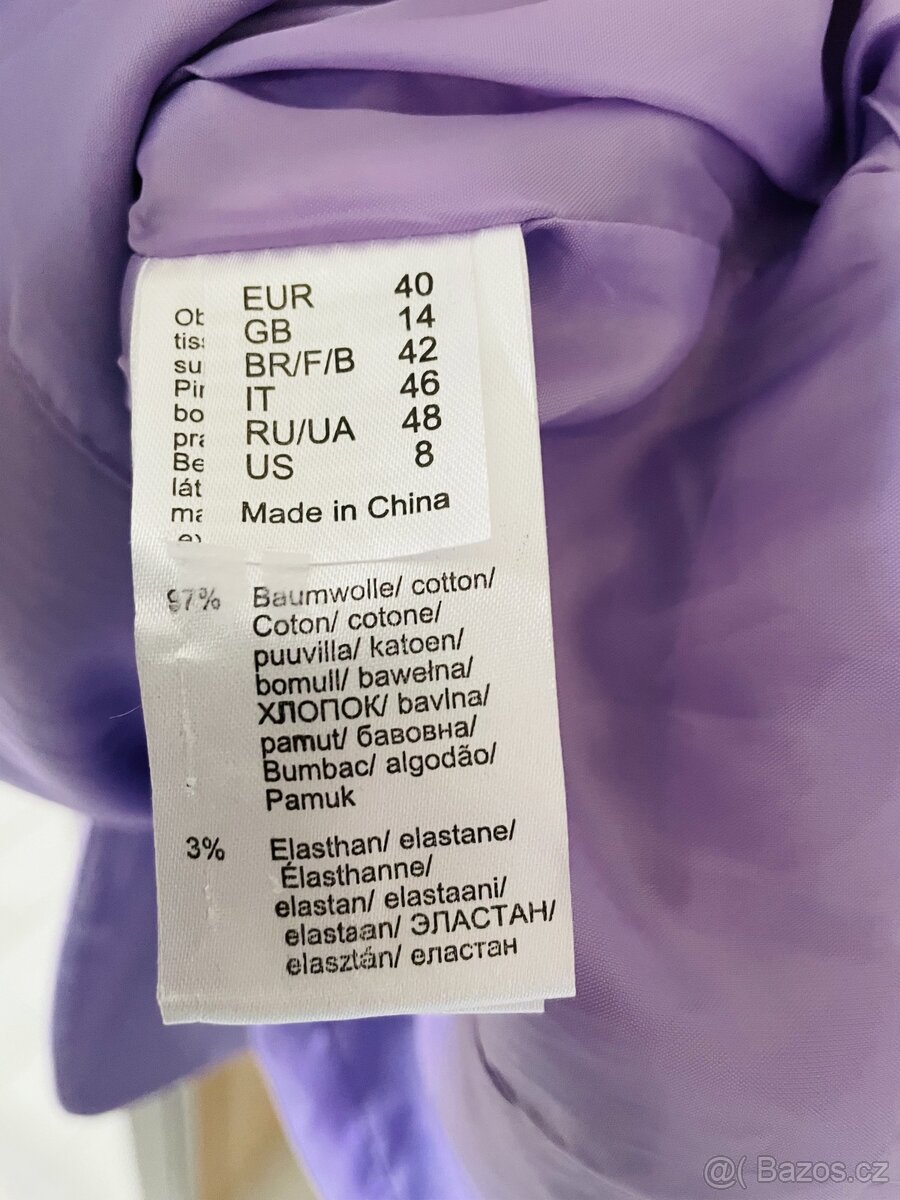 EUR 40
GB 14
BR/F/B 42
IT 46
RU/UA 48
US 8
Made in China
97% Baumwolle/ cotton/
Coton/ cotone/
puuvilla/ katoen/
bomull/ bawełna/
ХЛОПОК/ bavlna/
pamut/ бавовна/
Bumbac/ algodão/
Pamuk
3% Elasthan/ elastane/
Élasthanne/
elastan/ elastaani/
elastaan/ ЭЛАСТАН/
elasztán/ еластан
@( Bazos.cz